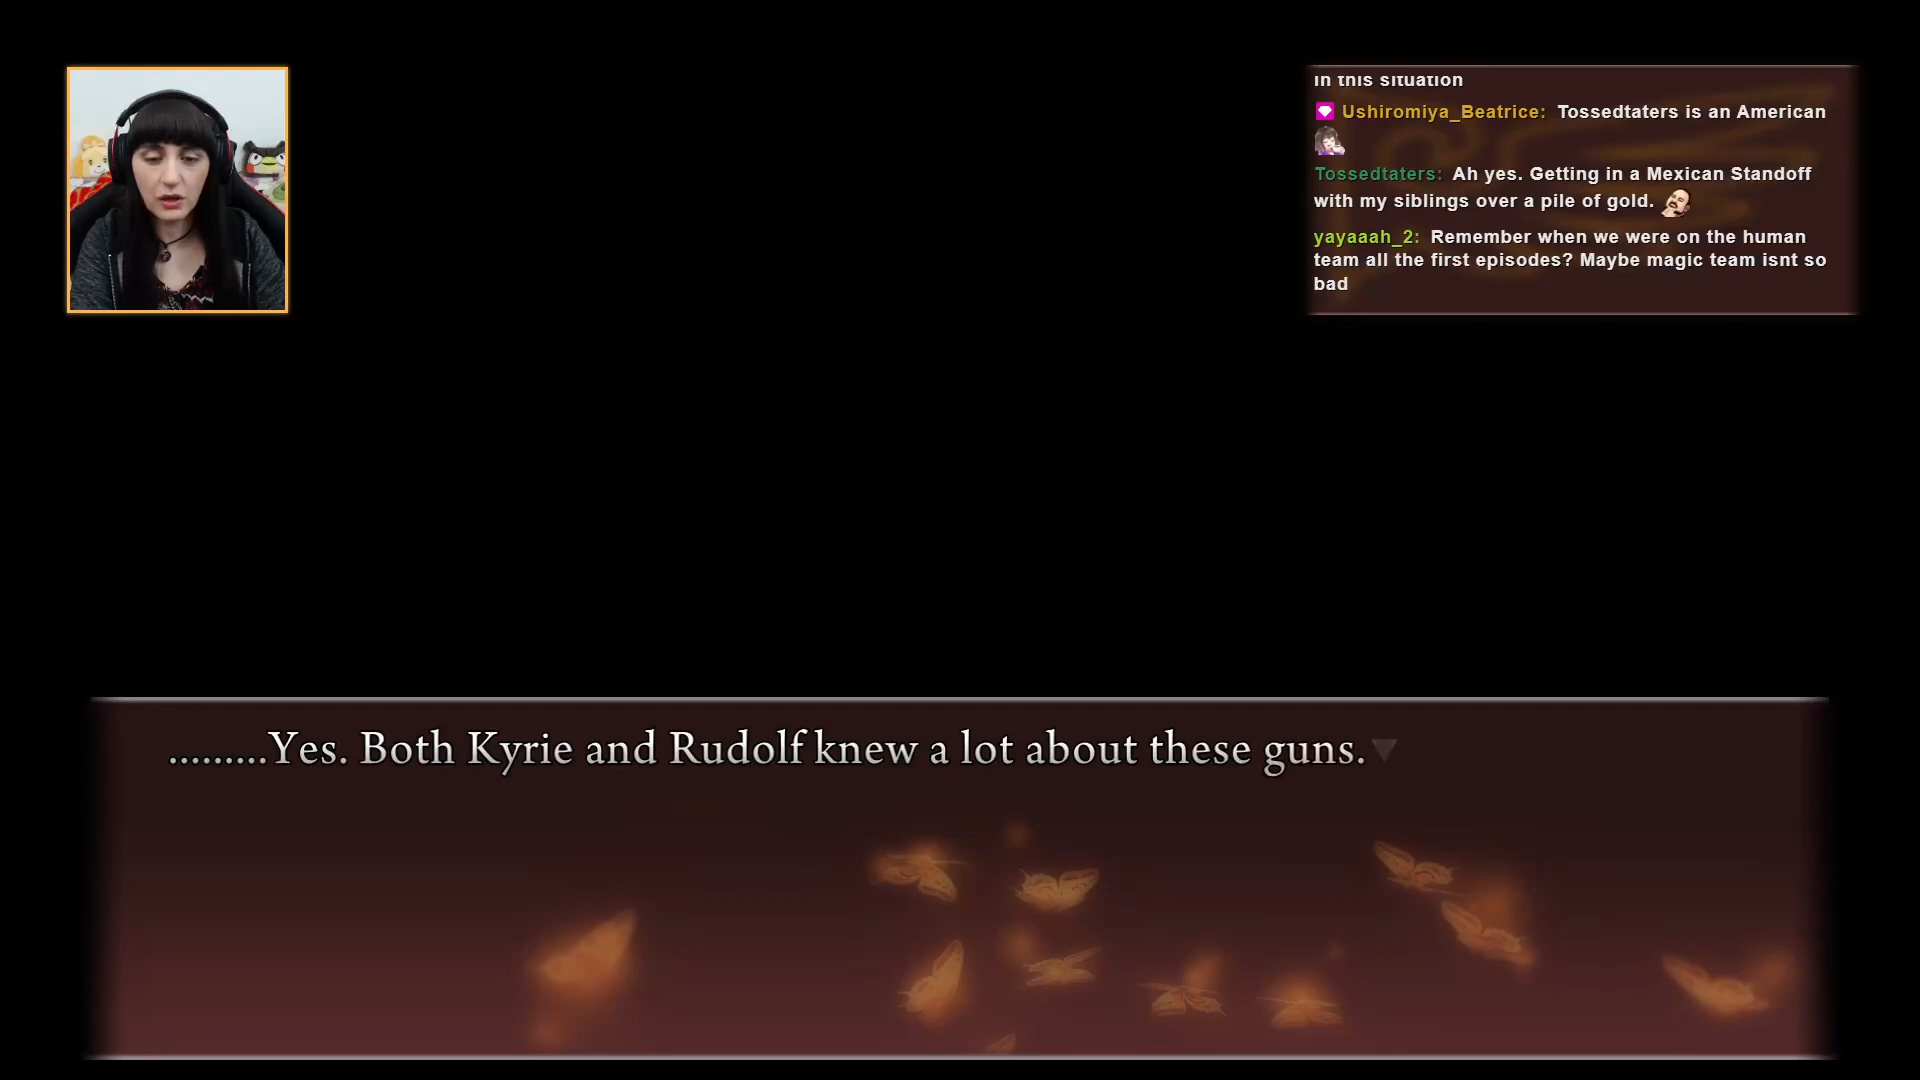 in this situation
Ushiromiya_Beatrice: Tossedtaters is an American
Tossedtaters: Ah yes. Getting in a Mexican Standoff
with my siblings over a pile of gold.
yayaaah_2: Remember when we were on the human
team all the first episodes? Maybe magic team isnt so
bad
.........Yes. Both Kyrie and Rudolf knew a lot about these guns.